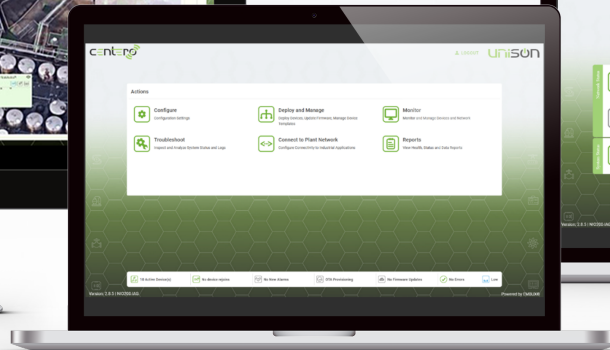 centero
LOGOUT
UNISON
Actions
Configure
Configuration Settings
Deploy and Manage
Deploy Devices, Update Firmware, Manage Device
Templates
Monitor
Monitor and Manage Devices and Network
Troubleshoot
Inspect and Analyze System Status and Logs
Connect to Plant Network
Configure Connectivity to Industrial Applications
Reports
View Health, Status and Data Reports
No device rejoins
No New Alarms
OTA Provisioning
No Firmware Updates
No Errors
Low
Powered by